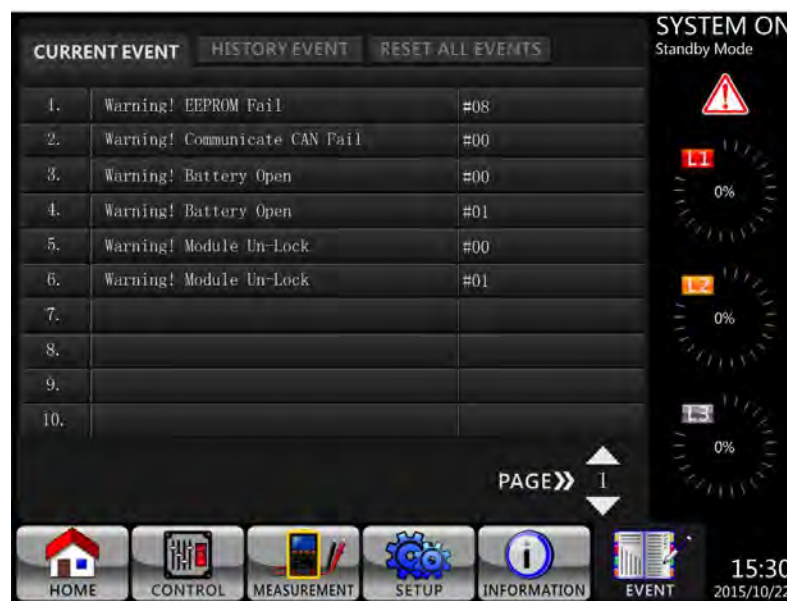 CURRENT EVENT HISTORY EVENT RESET ALL EVENTS
SYSTEM ON
Standby Mode
1. Warning! EEPROM Fail #08
2. Warning! Communicate CAN Fail #00
3. Warning! Battery Open #00
4. Warning! Battery Open #01
5. Warning! Module Un-Lock #00
6. Warning! Module Un-Lock #01
7.
8.
9.
10.
L1
0%
L2
0%
L3
0%
PAGE 1
HOME CONTROL MEASUREMENT SETUP INFORMATION EVENT
15:30
2015/10/22